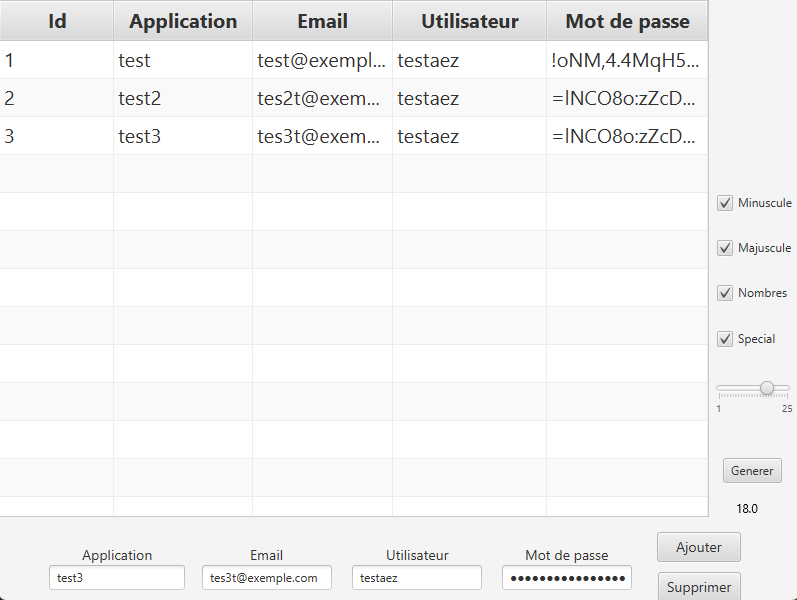 Id Application Email Utilisateur Mot de passe
1 test test@exempl... testaez !oNM,4.4MqH5...
2 test2 tes2t@exem... testaez =lNCO8o:zZcD...
3 test3 tes3t@exem... testaez =lNCO8o:zZcD...
Minuscule
Majuscule
Nombres
Special
1 25
Generer
18.0
Application Email Utilisateur Mot de passe
test3 tes3t@exemple.com testaez ••••••••••••••••
Ajouter
Supprimer